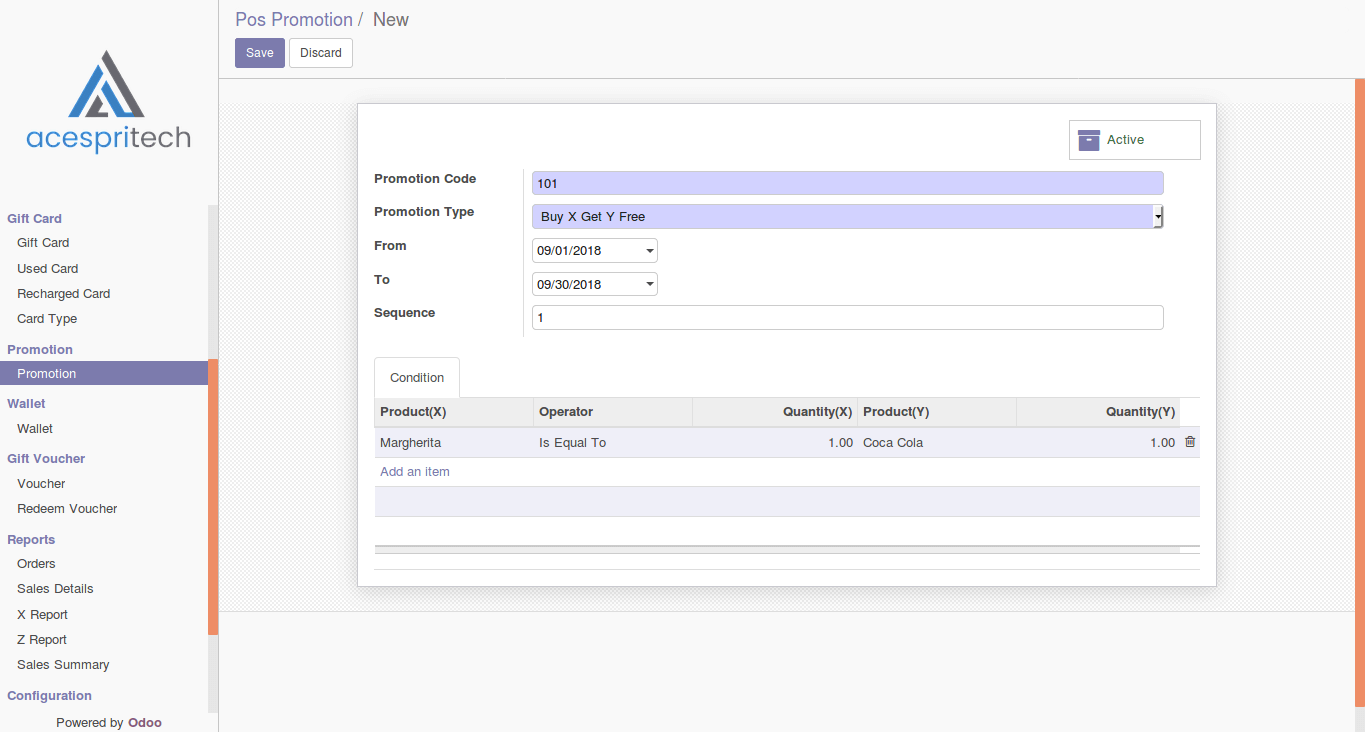 acespritech
Gift Card
Gift Card
Used Card
Recharged Card
Card Type
Promotion
Promotion
Wallet
Wallet
Gift Voucher
Voucher
Redeem Voucher
Reports
Orders
Sales Details
X Report
Z Report
Sales Summary
Configuration
Powered by Odoo
Pos Promotion / New
Save Discard
Active
Promotion Code 101
Promotion Type Buy X Get Y Free
From 09/01/2018
To 09/30/2018
Sequence 1
Condition
Product(X) Operator Quantity(X) Product(Y) Quantity(Y)
Margherita Is Equal To 1.00 Coca Cola 1.00
Add an item